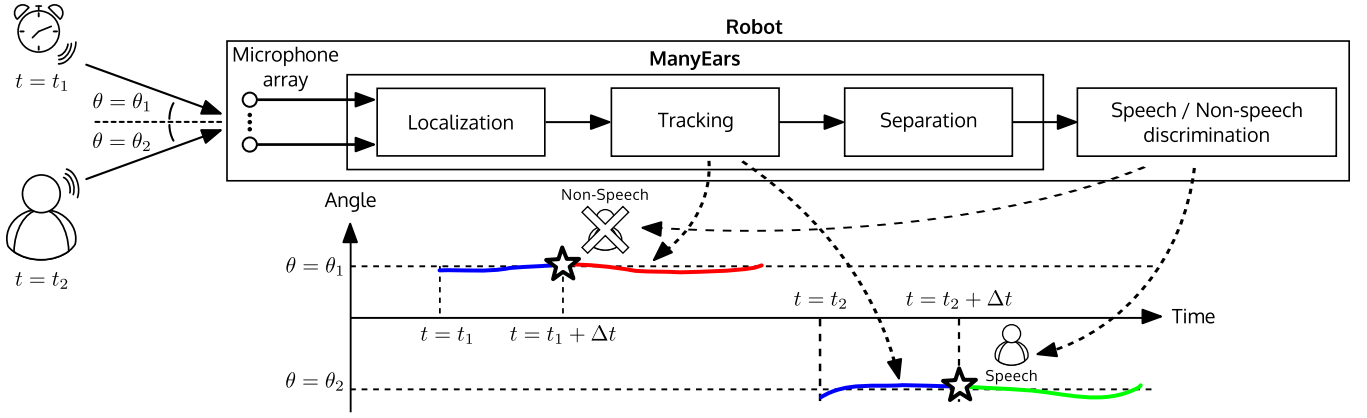 Robot
ManyEars
Microphone
array
t = t₁
θ = θ₁
θ = θ₂
Localization
Tracking
Separation
Speech / Non-speech
discrimination
t = t₂
Angle
Non-Speech
θ = θ₁
t = t₁
t = t₁ + Δt
t = t₂
t = t₂ + Δt
Time
θ = θ₂
Speech